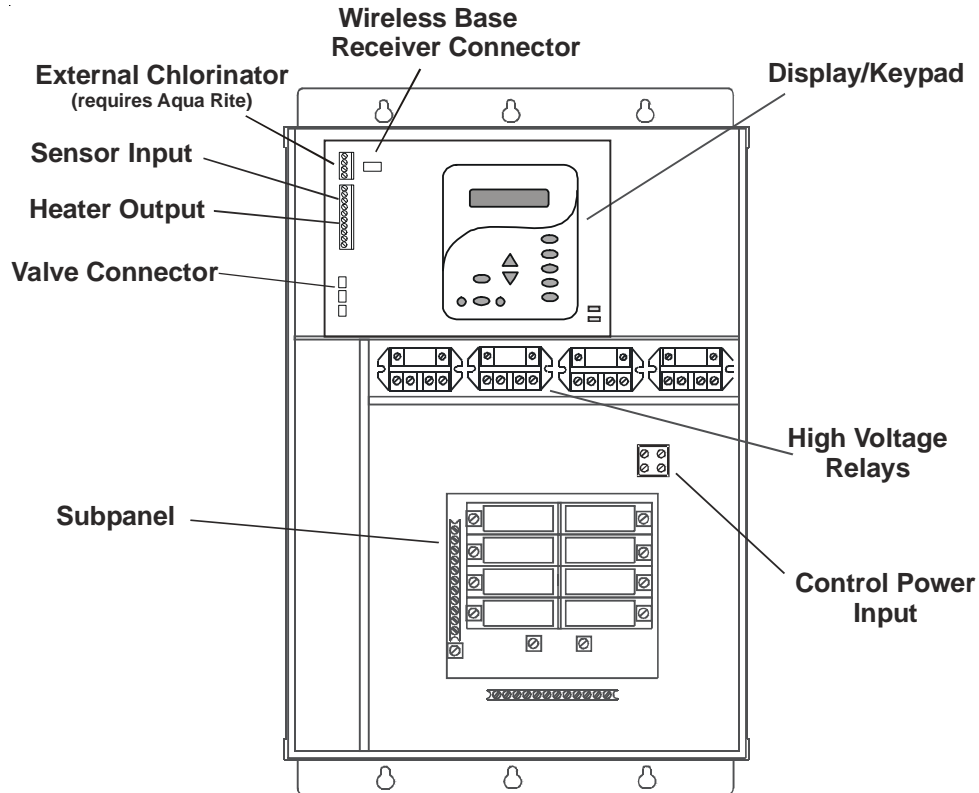 Wireless Base
Receiver Connector
External Chlorinator
(requires Aqua Rite)
Display/Keypad
Sensor Input
Heater Output
Valve Connector
High Voltage
Relays
Subpanel
Control Power
Input